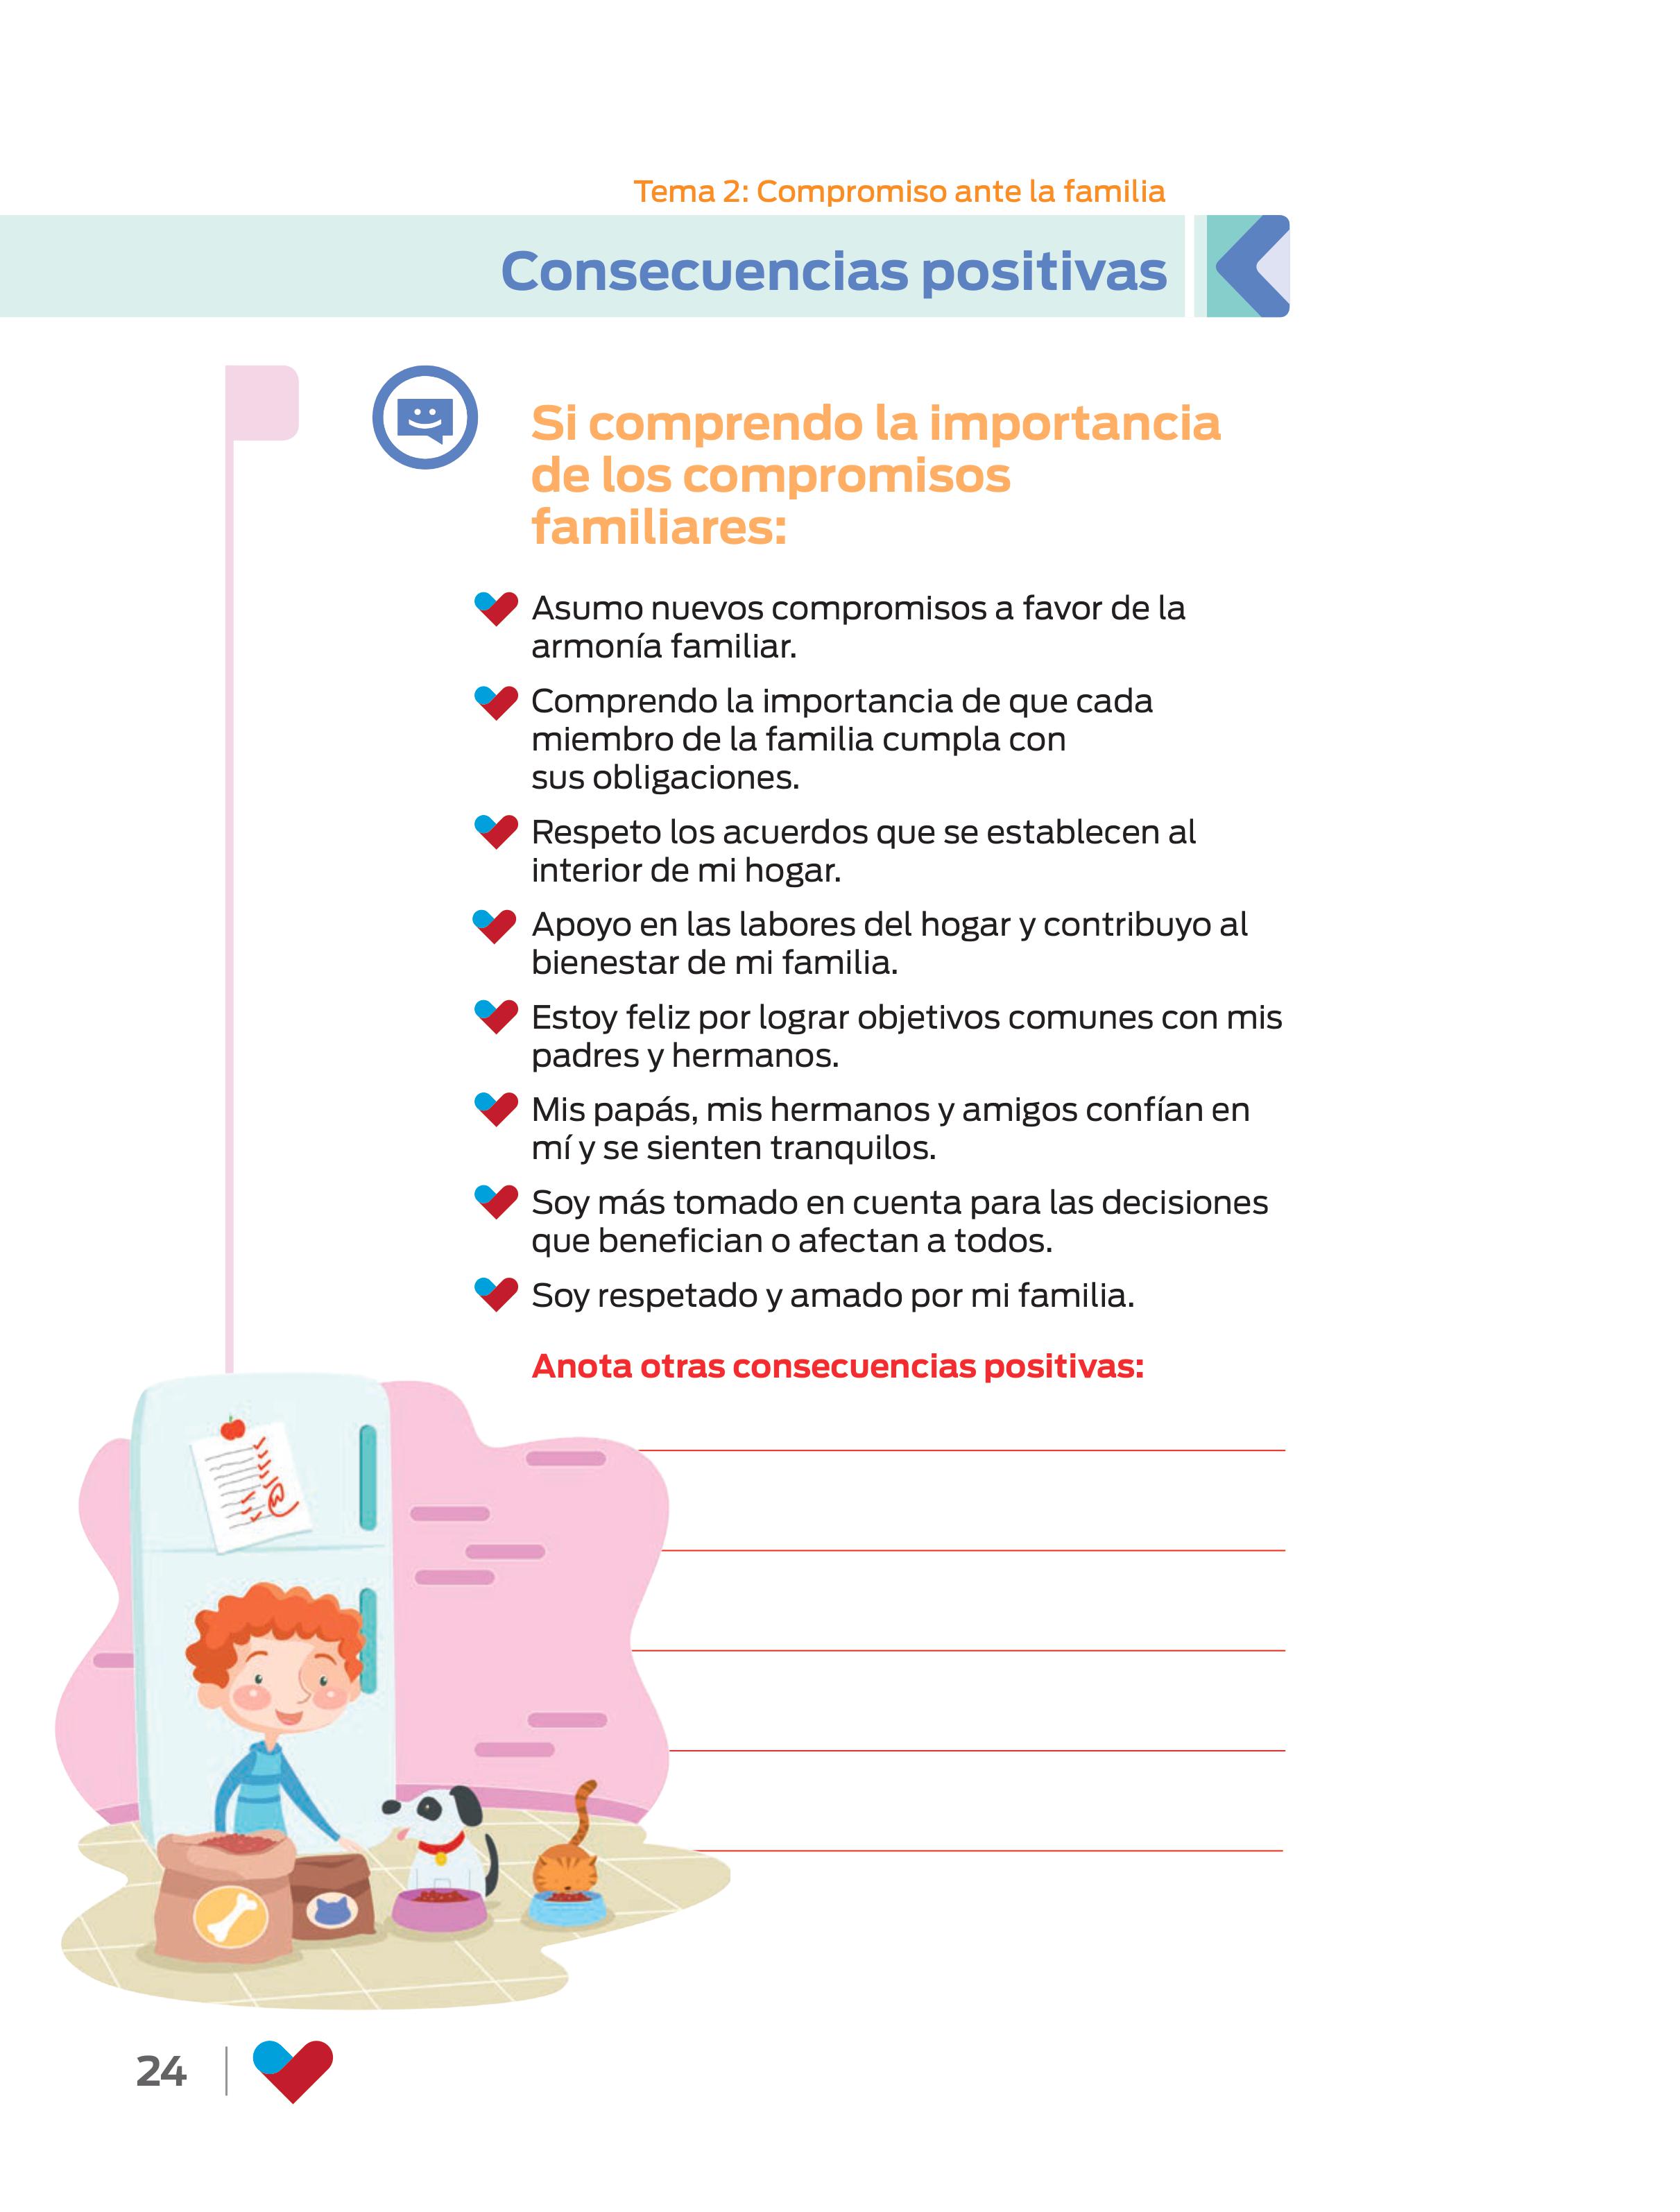 Tema 2: Compromiso ante la familia
Consecuencias positivas
Si comprendo la importancia
de los compromisos
familiares:
Asumo nuevos compromisos a favor de la
armonía familiar.
Comprendo la importancia de que cada
miembro de la familia cumpla con
sus obligaciones.
Respeto los acuerdos que se establecen al
interior de mi hogar.
Apoyo en las labores del hogar y contribuyo al
bienestar de mi familia.
Estoy feliz por lograr objetivos comunes con mis
padres y hermanos.
Mis papás, mis hermanos y amigos confían en
mí y se sienten tranquilos.
Soy más tomado en cuenta para las decisiones
que benefician o afectan a todos.
Soy respetado y amado por mi familia.
Anota otras consecuencias positivas:
24